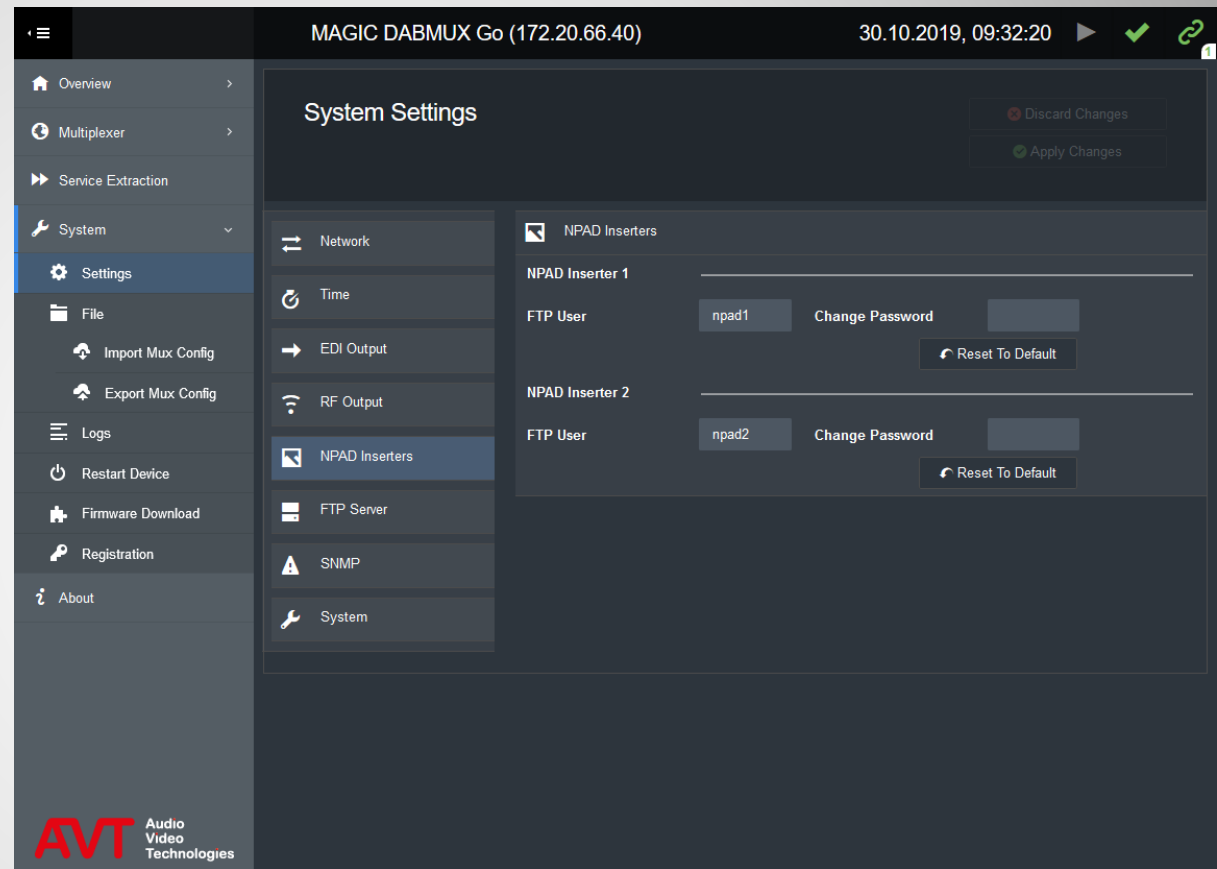 MAGIC DABMUX Go (172.20.66.40)
30.10.2019, 09:32:20
1
Overview
Multiplexer
Service Extraction
System
Settings
File
Import Mux Config
Export Mux Config
Logs
Restart Device
Firmware Download
Registration
About
AVT Audio
Video
Technologies
System Settings
Discard Changes
Apply Changes
Network
Time
EDI Output
RF Output
NPAD Inserters
FTP Server
SNMP
System
NPAD Inserters
NPAD Inserter 1
FTP User npad1 Change Password
Reset To Default
NPAD Inserter 2
FTP User npad2 Change Password
Reset To Default